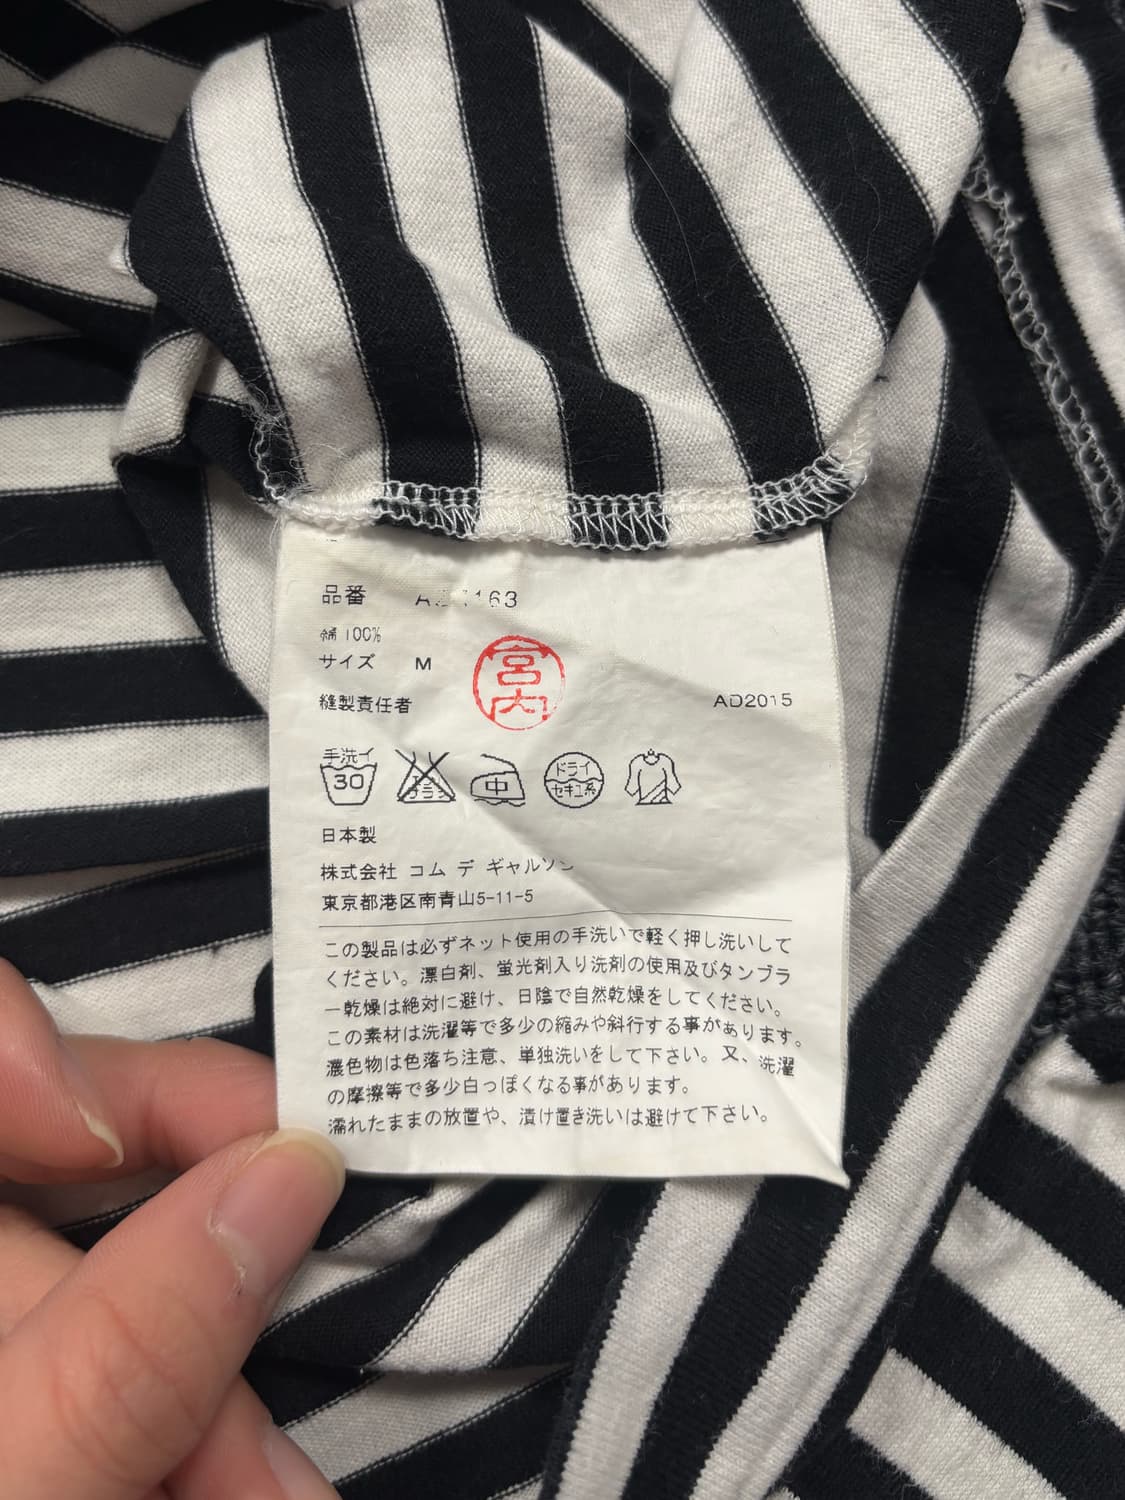 品番
綿 100%
サイズ M
宮内
縫製責任者 AD2015
手洗イ
30
中
ドライ
セキユ系
日本製
株式会社 コム デ ギャルソン
東京都港区南青山5-11-5
この製品は必ずネット使用の手洗いで軽く押し洗いして
ください。漂白剤、蛍光剤入り洗剤の使用及びタンブラ
ー乾燥は絶対に避け、日陰で自然乾燥をしてください。
この素材は洗濯等で多少の縮みや斜行する事があります。
濃色物は色落ち注意、単独洗いをして下さい。又、洗濯
の摩擦等で多少白っぽくなる事があります。
濡れたままの放置や、漬け置き洗いは避けて下さい。